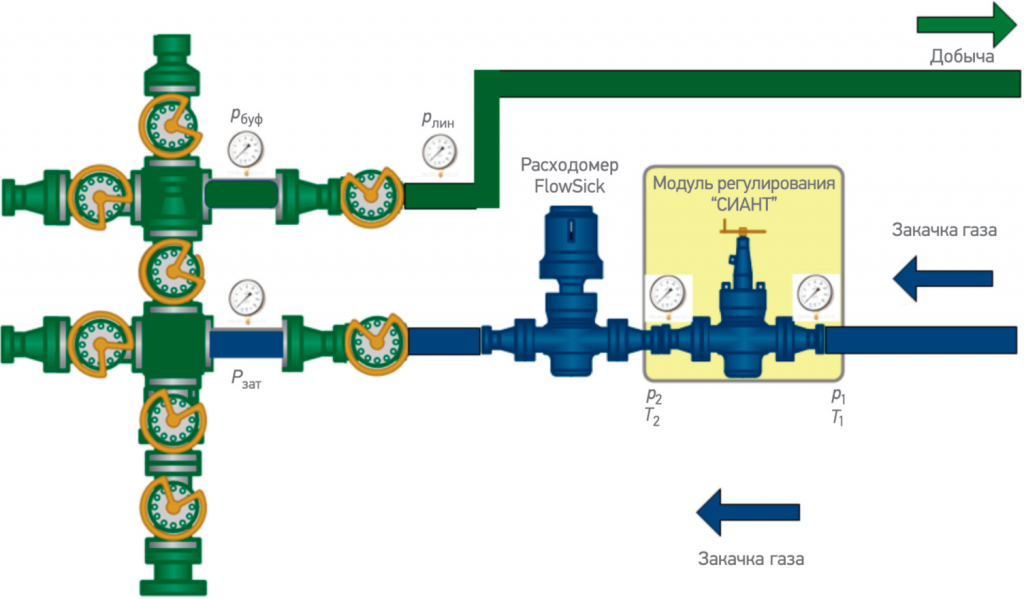 Добыча
pбуф
pлин
Расходомер
FlowSick
Модуль регулирования
“СИАНТ”
Закачка газа
Pзат
p2
T2
p1
T1
Закачка газа